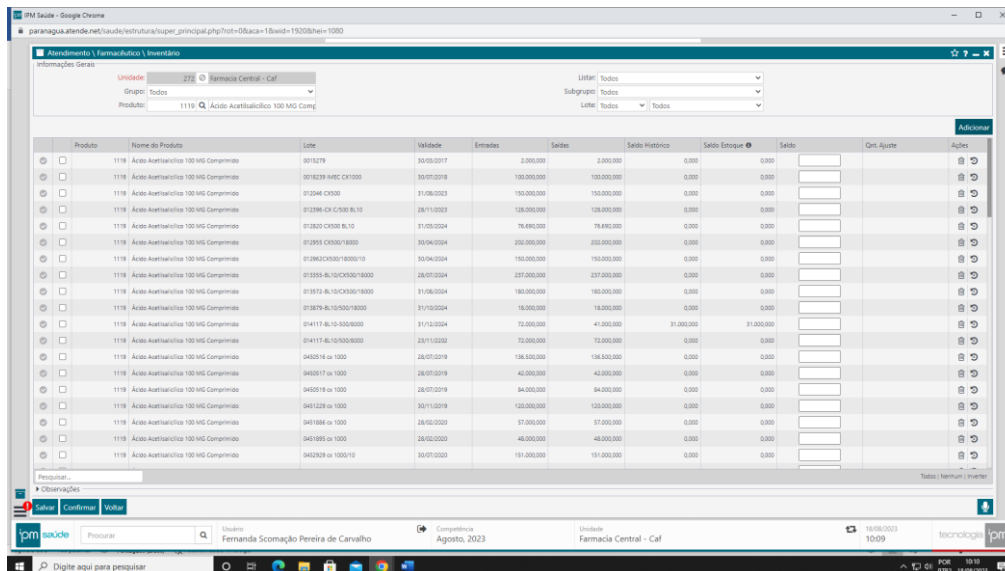 IPM Saúde - Google Chrome
paranagua.atende.net/saude/estrutura/super_principal.php?rot=0&aca=1&wid=1920&hei=1080
Atendimento \ Farmacêutico \ Inventário
Informações Gerais
Unidade: 272 Farmacia Central - Caf Listar: Todos
Grupo: Todos Subgrupo: Todos
Produto: 1119 Ácido Acetilsalicílico 100 MG Comp Lote: Todos Todos
Adicionar
Produto Nome do Produto Lote Validade Entradas Saídas Saldo Histórico Saldo Estoque Saldo Qnt. Ajuste Ações
1119 Ácido Acetilsalicílico 100 MG Comprimido 0015279 30/03/2017 2.000,000 2.000,000 0,000 0,000
1119 Ácido Acetilsalicílico 100 MG Comprimido 0018239 IMEC CX1000 30/07/2018 100.000,000 100.000,000 0,000 0,000
1119 Ácido Acetilsalicílico 100 MG Comprimido 012046 CX500 31/08/2023 150.000,000 150.000,000 0,000 0,000
1119 Ácido Acetilsalicílico 100 MG Comprimido 012396-CX C/500 BL10 28/11/2023 128.000,000 128.000,000 0,000 0,000
1119 Ácido Acetilsalicílico 100 MG Comprimido 012820 CX500 BL10 31/03/2024 76.690,000 76.690,000 0,000 0,000
1119 Ácido Acetilsalicílico 100 MG Comprimido 012955 CX500/18000 30/04/2024 202.000,000 202.000,000 0,000 0,000
1119 Ácido Acetilsalicílico 100 MG Comprimido 012962CX500/18000/10 30/04/2024 150.000,000 150.000,000 0,000 0,000
1119 Ácido Acetilsalicílico 100 MG Comprimido 013355-BL10/CX500/18000 28/07/2024 237.000,000 237.000,000 0,000 0,000
1119 Ácido Acetilsalicílico 100 MG Comprimido 013572-BL10/CX500/18000 31/08/2024 180.000,000 180.000,000 0,000 0,000
1119 Ácido Acetilsalicílico 100 MG Comprimido 013879-BL10/500/18000 31/10/2024 18.000,000 18.000,000 0,000 0,000
1119 Ácido Acetilsalicílico 100 MG Comprimido 014117-BL10-500/8000 31/12/2024 72.000,000 41.000,000 31.000,000 31.000,000
1119 Ácido Acetilsalicílico 100 MG Comprimido 014117-BL10/500/8000 23/11/2202 72.000,000 72.000,000 0,000 0,000
1119 Ácido Acetilsalicílico 100 MG Comprimido 0450516 cx 1000 28/07/2019 136.500,000 136.500,000 0,000 0,000
1119 Ácido Acetilsalicílico 100 MG Comprimido 0450517 cx 1000 28/07/2019 42.000,000 42.000,000 0,000 0,000
1119 Ácido Acetilsalicílico 100 MG Comprimido 0450519 cx 1000 28/07/2019 84.000,000 84.000,000 0,000 0,000
1119 Ácido Acetilsalicílico 100 MG Comprimido 0451229 cx 1000 30/11/2019 120.000,000 120.000,000 0,000 0,000
1119 Ácido Acetilsalicílico 100 MG Comprimido 0451886 cx 1000 28/02/2020 57.000,000 57.000,000 0,000 0,000
1119 Ácido Acetilsalicílico 100 MG Comprimido 0451895 cx 1000 28/02/2020 48.000,000 48.000,000 0,000 0,000
1119 Ácido Acetilsalicílico 100 MG Comprimido 0452929 cx 1000/10 30/07/2020 151.000,000 151.000,000 0,000 0,000
Pesquisar... Todos | Nenhum | Inverter
Observações
Salvar Confirmar Voltar
ipm saúde Procurar Usuário Competência Unidade 18/08/2023 tecnologia ipm
Fernanda Scomação Pereira de Carvalho Agosto, 2023 Farmacia Central - Caf 10:09
Digite aqui para pesquisar POR 10:10
18/08/2023